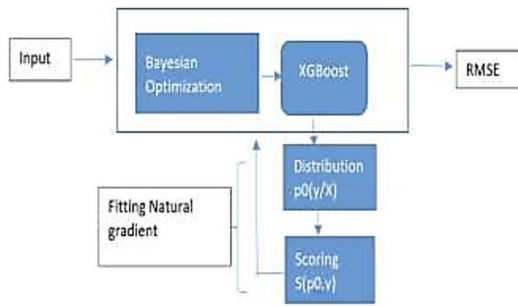 Input
Bayesian
Optimization
XGBoost
RMSE
Distribution
p0(y/X)
Fitting Natural
gradient
Scoring
S(p0,y)